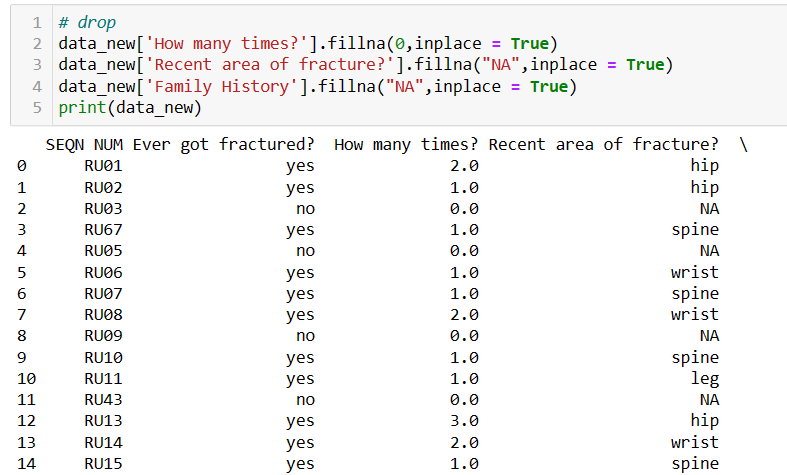 1 # drop
2 data_new['How many times?'].fillna(0,inplace = True)
3 data_new['Recent area of fracture?'].fillna("NA",inplace = True)
4 data_new['Family History'].fillna("NA",inplace = True)
5 print(data_new)
SEQN NUM Ever got fractured? How many times? Recent area of fracture? \
0 RU01 yes 2.0 hip
1 RU02 yes 1.0 hip
2 RU03 no 0.0 NA
3 RU67 yes 1.0 spine
4 RU05 no 0.0 NA
5 RU06 yes 1.0 wrist
6 RU07 yes 1.0 spine
7 RU08 yes 2.0 wrist
8 RU09 no 0.0 NA
9 RU10 yes 1.0 spine
10 RU11 yes 1.0 leg
11 RU43 no 0.0 NA
12 RU13 yes 3.0 hip
13 RU14 yes 2.0 wrist
14 RU15 yes 1.0 spine